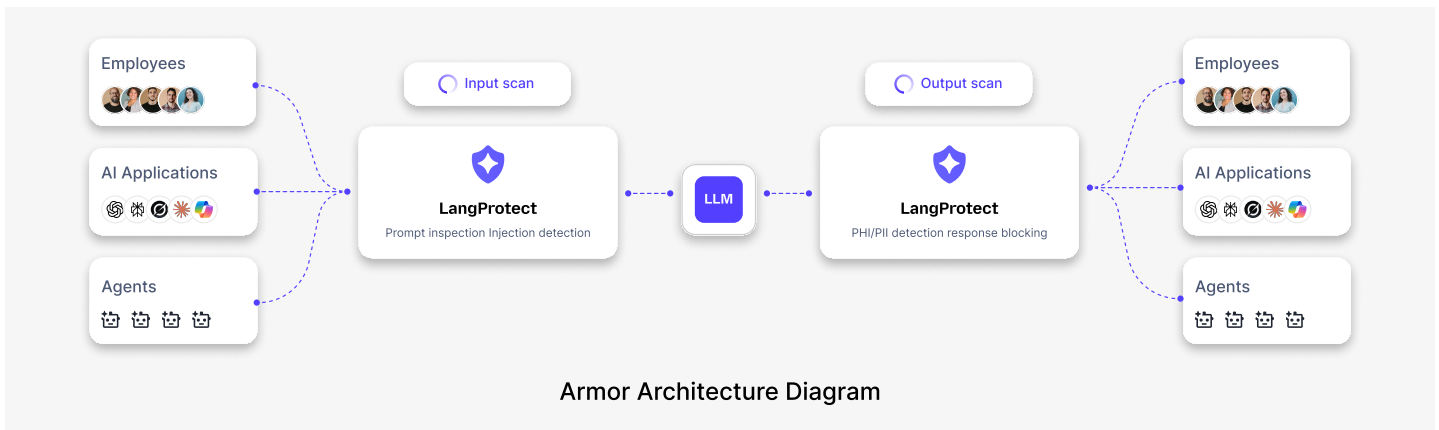 Employees
AI Applications
Agents
Input scan
LangProtect
Prompt inspection Injection detection
LLM
Output scan
LangProtect
PHI/PII detection response blocking
Employees
AI Applications
Agents
Armor Architecture Diagram